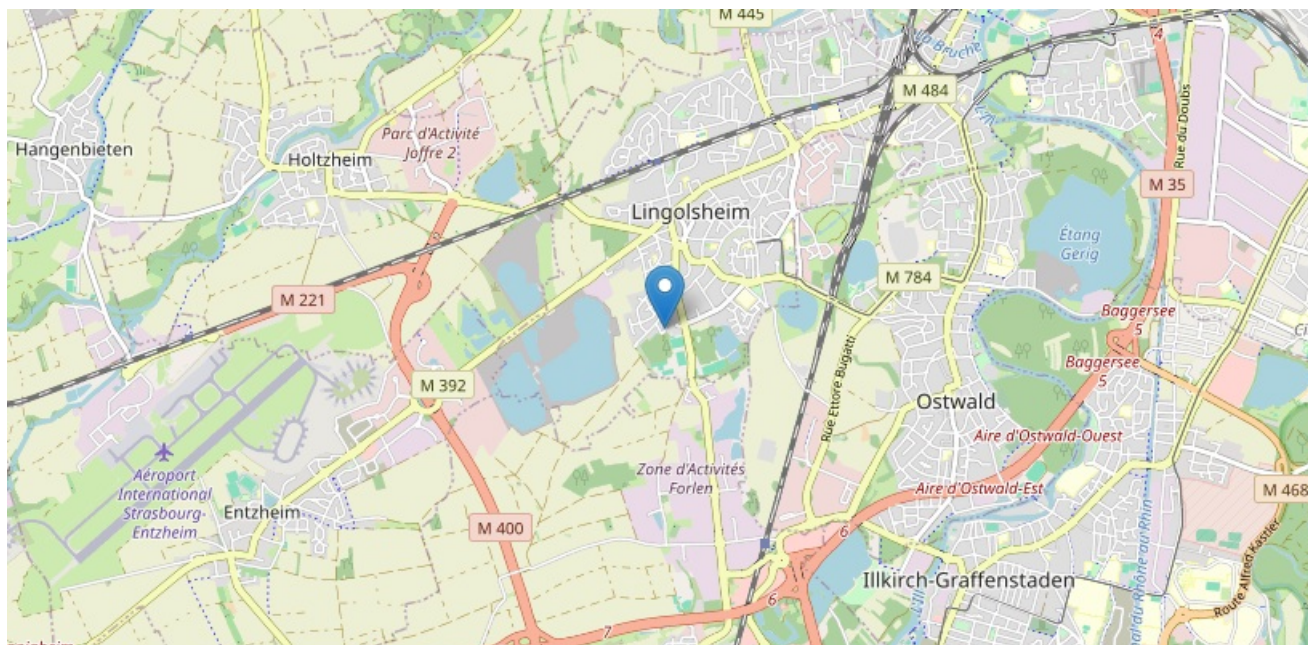 M 445
La Bruche
4
M 484
Rue du Doubs
Hangenbieten
Parc d'Activité
Joffre 2
Holtzheim
M 35
Lingolsheim
Étang
Gerig
M 784
M 221
Baggersee
5
Baggersee
5
M 392
Rue Ettore Bugatti
Ostwald
Aire d'Ostwald-Ouest
Aéroport
International
Strasbourg-
Entzheim
Zone d'Activités
Forlen
Aire d'Ostwald-Est
M 468
Entzheim
M 400
6
Illkirch-Graffenstaden
Route Alfred Kastler
6
7